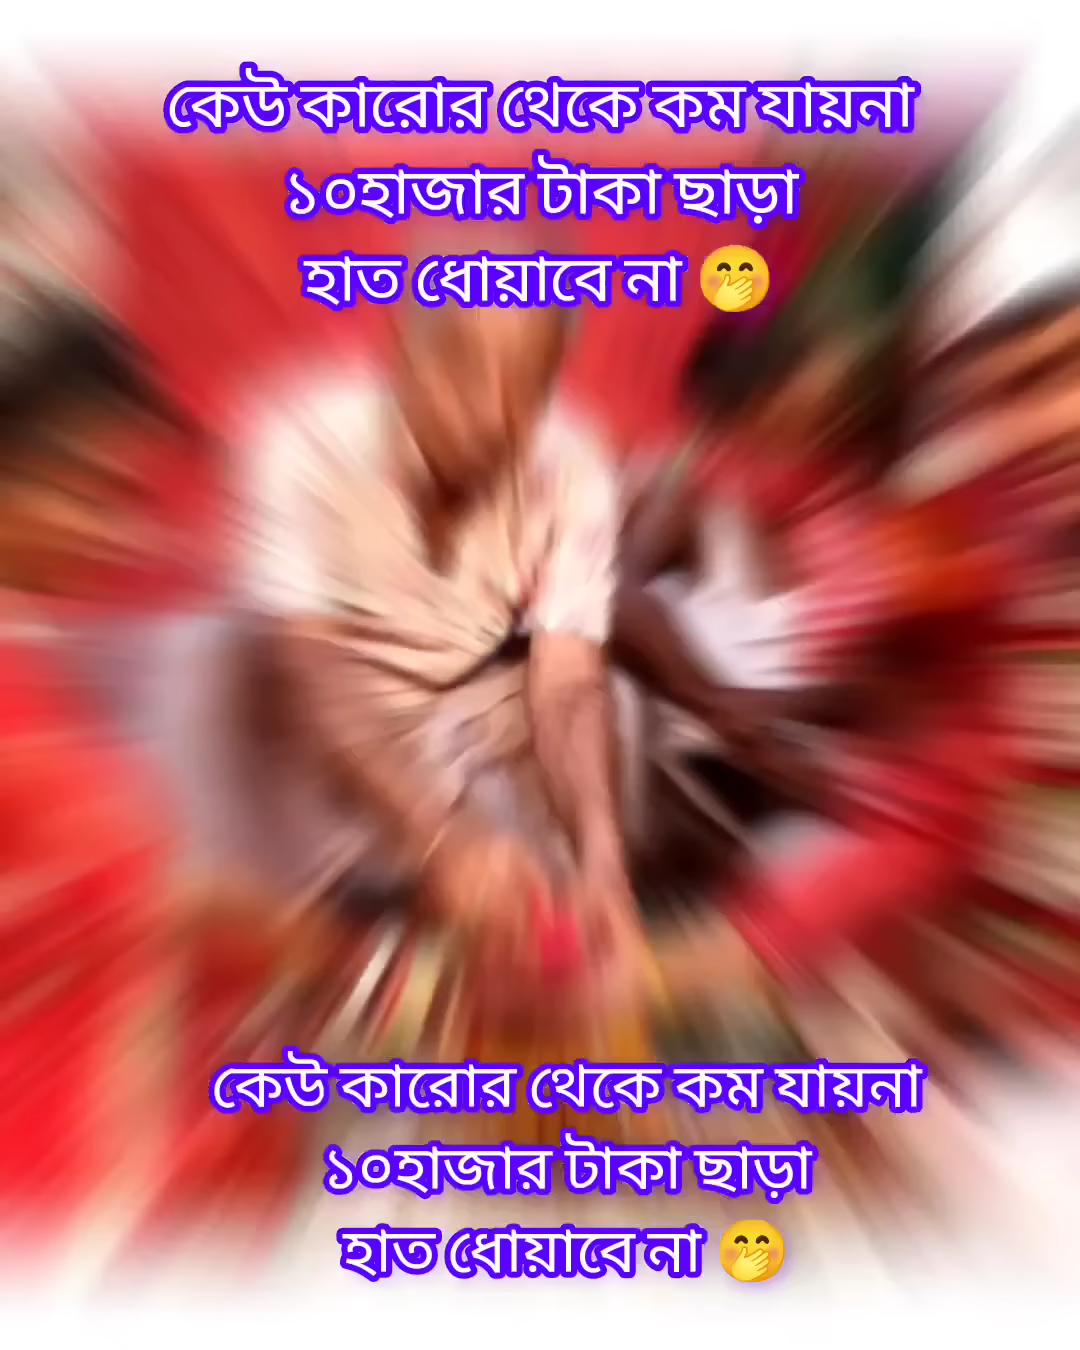 কেউ কারোর থেকে কম যায়না
১০হাজার টাকা ছাড়া
হাত ধোয়াবে না 🤭
কেউ কারোর থেকে কম যায়না
১০হাজার টাকা ছাড়া
হাত ধোয়াবে না 🤭